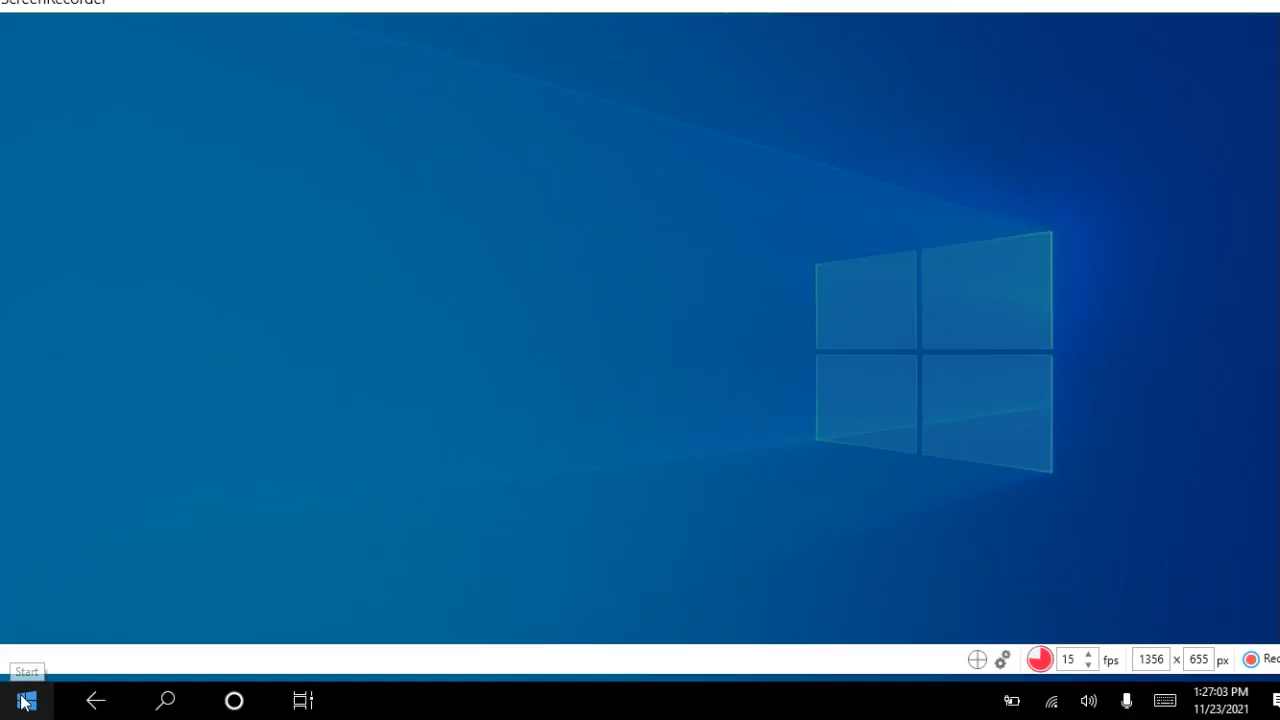 ScreenRecorder
15 fps 1356 x 655 px Rec
Start
1:27:03 PM
11/23/2021